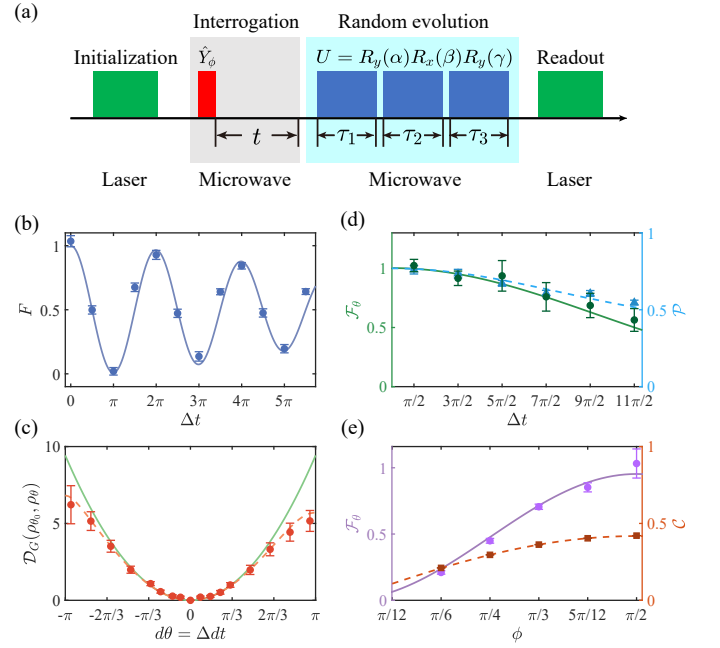 (a)
Interrogation Random evolution
Initialization Ŷ_ϕ U = R_y(α)R_x(β)R_y(γ) Readout
t τ₁ τ₂ τ₃
Laser Microwave Microwave Laser
(b)
F
1
0.5
0
0 π 2π 3π 4π 5π
Δt
(d)
ℱ_θ
1
0.5
0
𝒫
1
0.5
0
π/2 3π/2 5π/2 7π/2 9π/2 11π/2
Δt
(c)
𝒟_G(ρ_θ₀, ρ_θ)
10
5
0
-π -2π/3 -π/3 0 π/3 2π/3 π
dθ = Δdt
(e)
ℱ_θ
1
0.5
0
𝒞
1
0.5
0
π/12 π/6 π/4 π/3 5π/12 π/2
ϕ